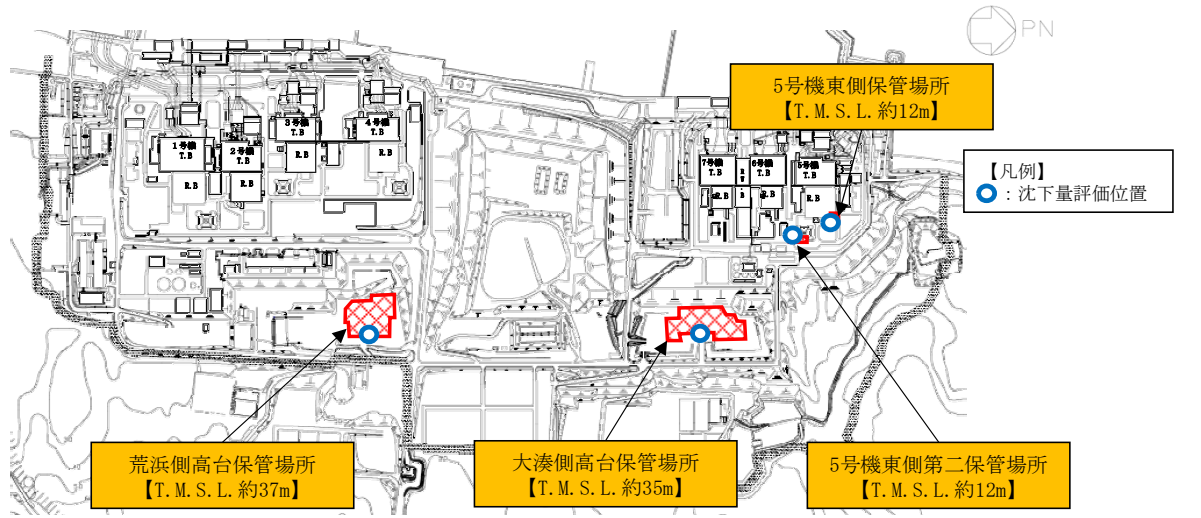 PN
5号機東側保管場所
【T.M.S.L.約12m】
【凡例】
：沈下量評価位置
1号機
T.B
2号機
T.B
3号機
T.B
4号機
T.B
R.B
R.B
R.B
R.B
7号機
T.B
R
W
B
6号機
T.B
5号機
T.B
R.B
R.B
R.B
荒浜側高台保管場所
【T.M.S.L.約37m】
大湊側高台保管場所
【T.M.S.L.約35m】
5号機東側第二保管場所
【T.M.S.L.約12m】